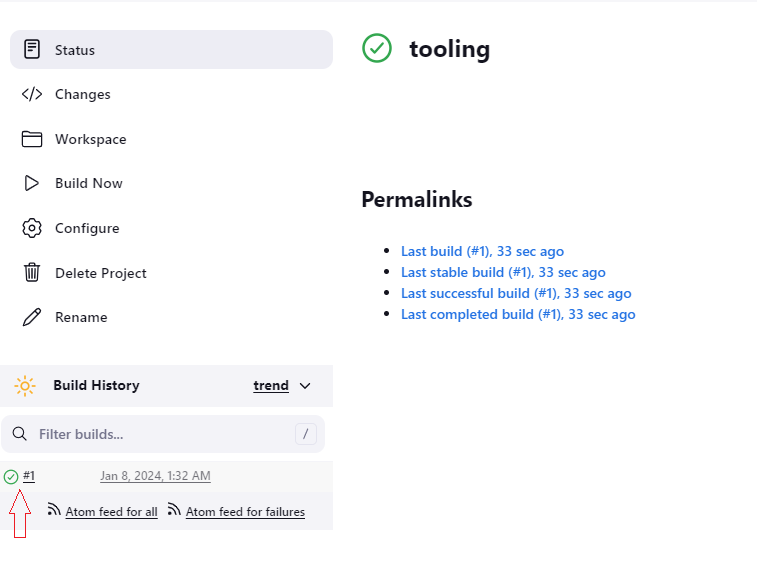 Status
Changes
Workspace
Build Now
Configure
Delete Project
Rename
Build History
trend
Filter builds...
/
#1
Jan 8, 2024, 1:32 AM
Atom feed for all
Atom feed for failures
tooling
Permalinks
Last build (#1), 33 sec ago
Last stable build (#1), 33 sec ago
Last successful build (#1), 33 sec ago
Last completed build (#1), 33 sec ago